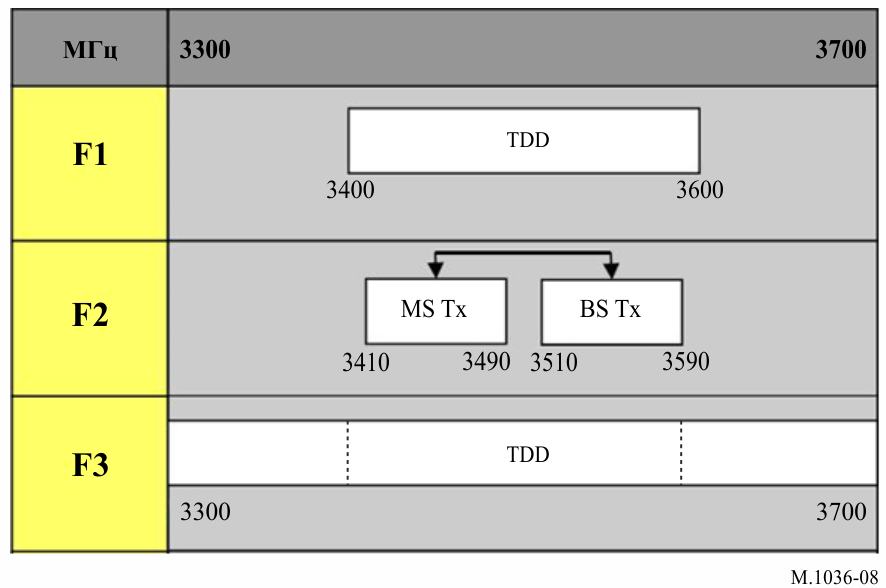 МГц 3300 3700
F1 TDD
3400 3600
F2 MS Tx BS Tx
3410 3490 3510 3590
F3 TDD
3300 3700
M.1036-08